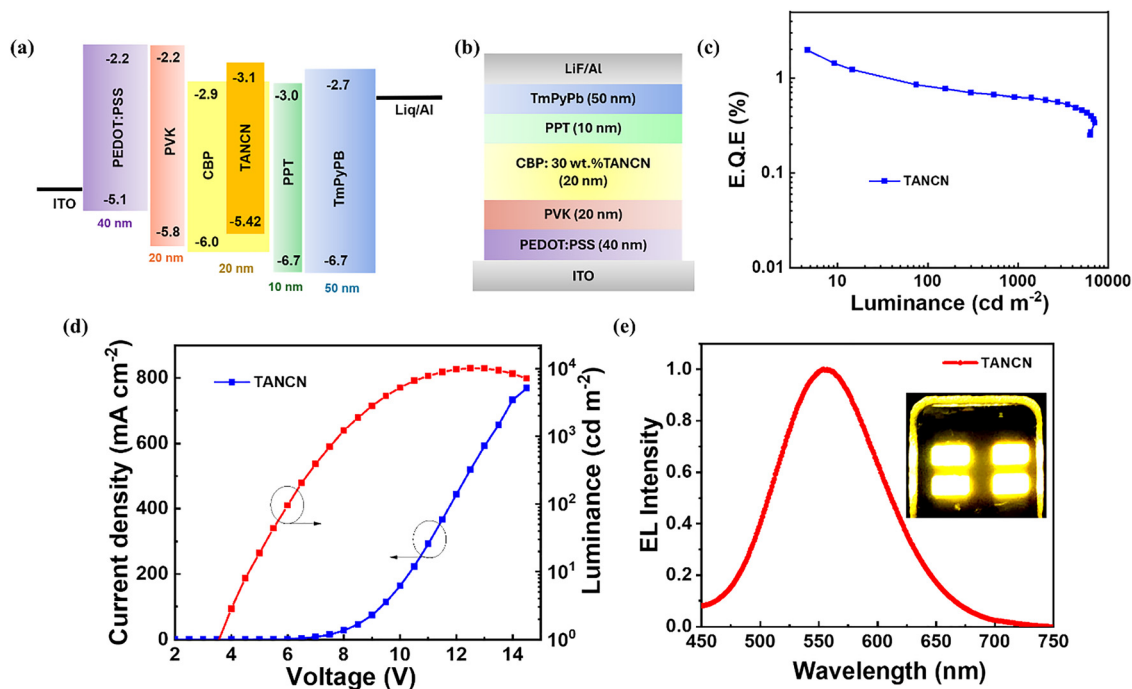 (a)
-2.2
PEDOT:PSS
-5.1
40 nm
ITO
-2.2
PVK
-5.8
20 nm
-2.9
CBP
-6.0
-3.1
TANCN
-5.42
20 nm
-3.0
PPT
-6.7
10 nm
-2.7
TmPyPB
-6.7
50 nm
Liq/Al
(b)
LiF/Al
TmPyPb (50 nm)
PPT (10 nm)
CBP: 30 wt.%TANCN
(20 nm)
PVK (20 nm)
PEDOT:PSS (40 nm)
ITO
(c)
E.Q.E (%)
1
0.1
0.01
TANCN
10
100
1000
10000
Luminance (cd m⁻²)
(d)
Current density (mA cm⁻²)
800
600
400
200
0
TANCN
10⁴
10³
10²
10¹
10⁰
Luminance (cd m⁻²)
2 4 6 8 10 12 14
Voltage (V)
(e)
EL Intensity
1.0
0.8
0.6
0.4
0.2
0.0
TANCN
450 500 550 600 650 700 750
Wavelength (nm)